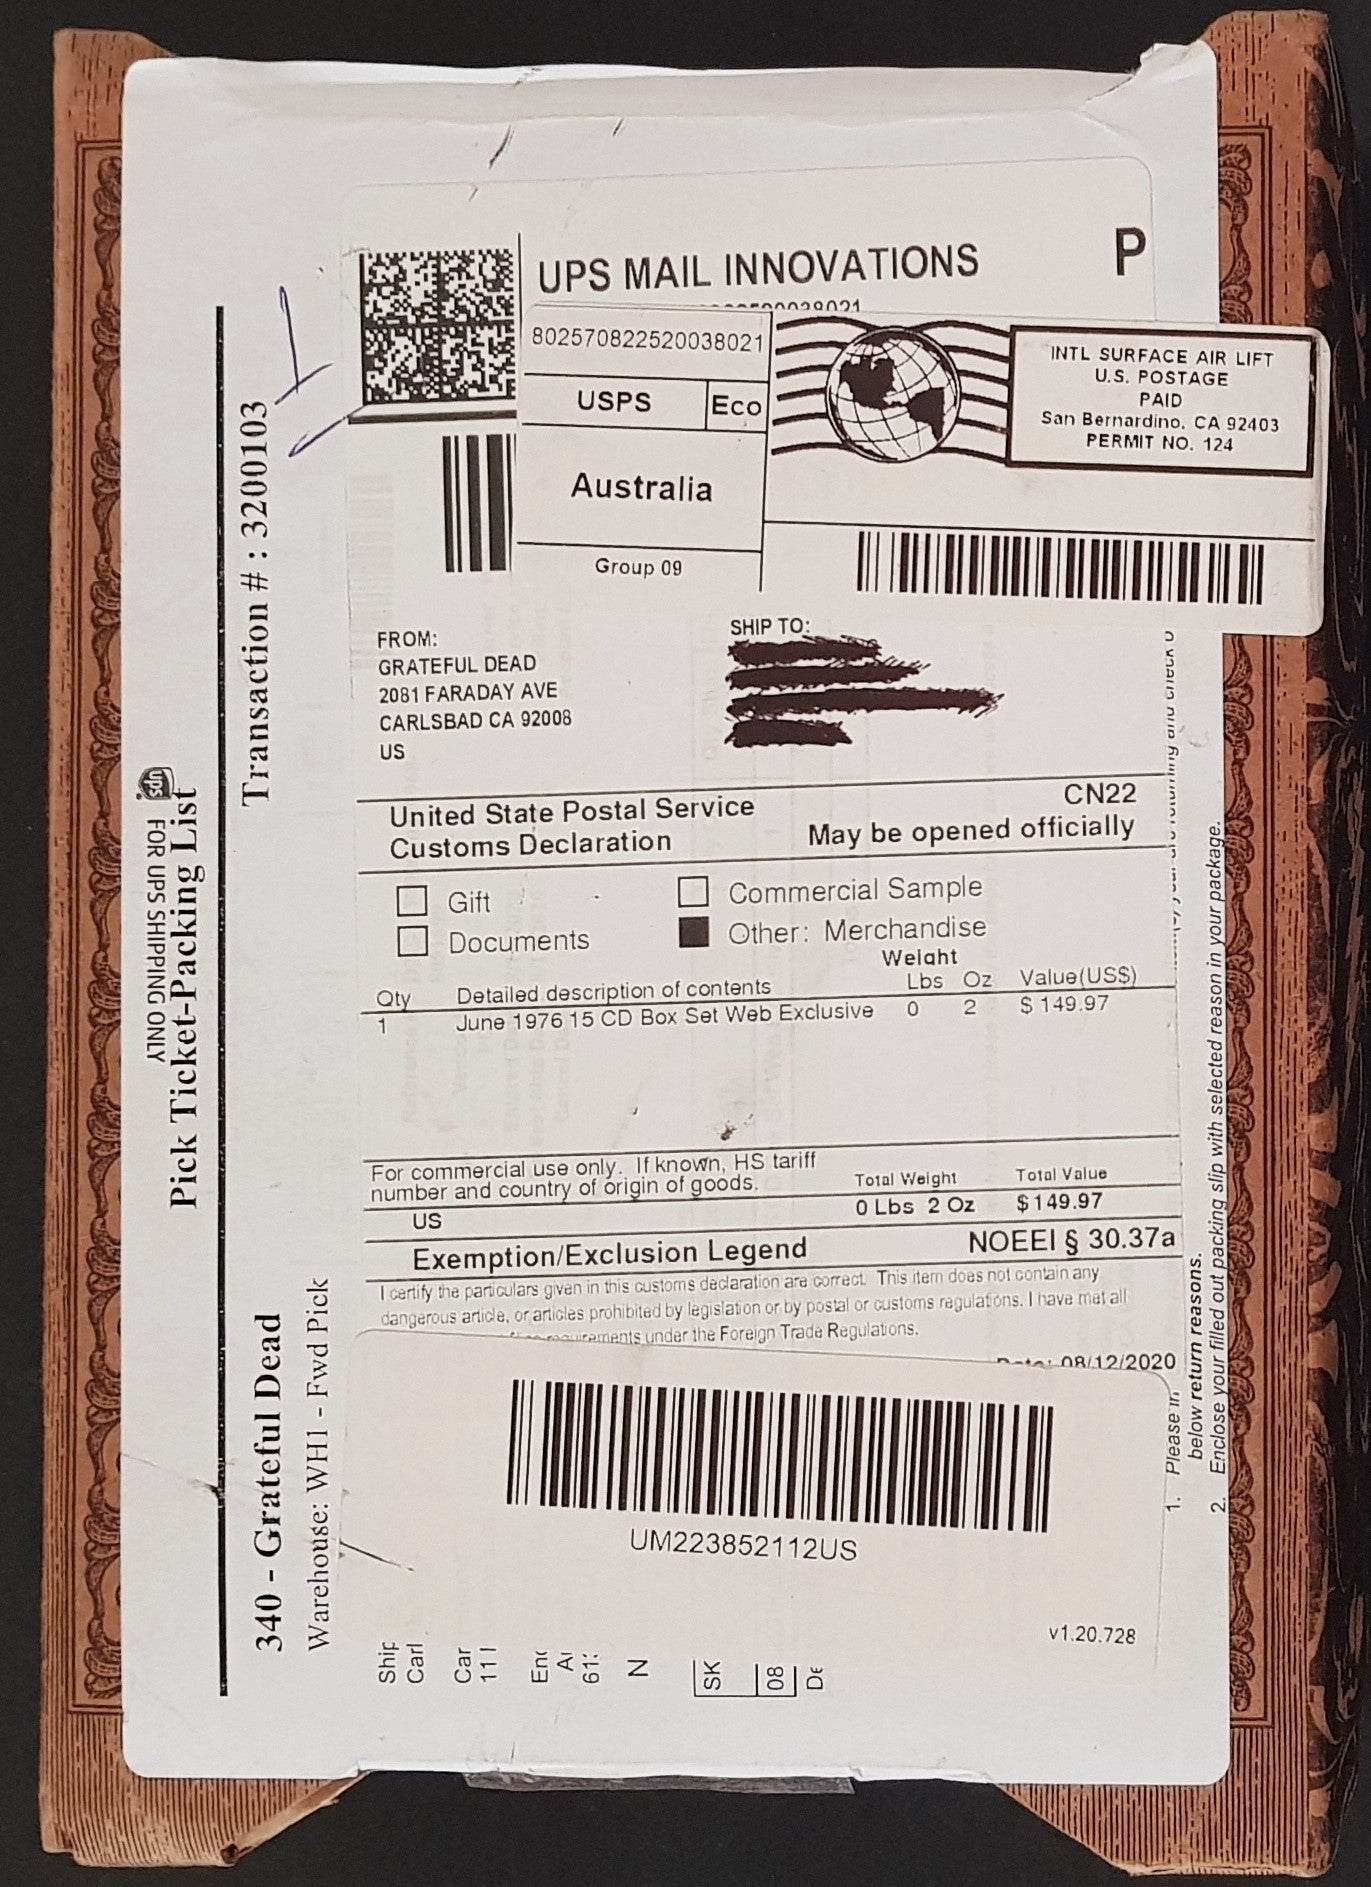 UPS MAIL INNOVATIONS
P
802570822520038021
USPS
Eco
Australia
Group 09
INTL SURFACE AIR LIFT
U.S. POSTAGE
PAID
San Bernardino, CA 92403
PERMIT NO. 124
FROM:
GRATEFUL DEAD
2081 FARADAY AVE
CARLSBAD CA 92008
US
SHIP TO:
United State Postal Service
Customs Declaration
CN22
May be opened officially
Gift
Commercial Sample
Documents
Other: Merchandise
Weight
Qty Detailed description of contents Lbs Oz Value(US$)
1 June 1976 15 CD Box Set Web Exclusive 0 2 $ 149.97
For commercial use only. If known, HS tariff
number and country of origin of goods.
Total Weight Total Value
US
0 Lbs 2 Oz $149.97
Exemption/Exclusion Legend NOEEI § 30.37a
I certify the particulars given in this customs declaration are correct. This item does not contain any
dangerous article, or articles prohibited by legislation or by postal or customs regulations. I have met all
requirements under the Foreign Trade Regulations.
08/12/2020
UM223852112US
v1.20.728
ups
FOR UPS SHIPPING ONLY
Pick Ticket-Packing List
340 - Grateful Dead
Transaction # : 3200103
Warehouse: WH1 - Fwd Pick
Carl
Car
N
SK
08
1. Please
below return reasons.
2. Enclose your filled out packing slip with selected reason in your package.